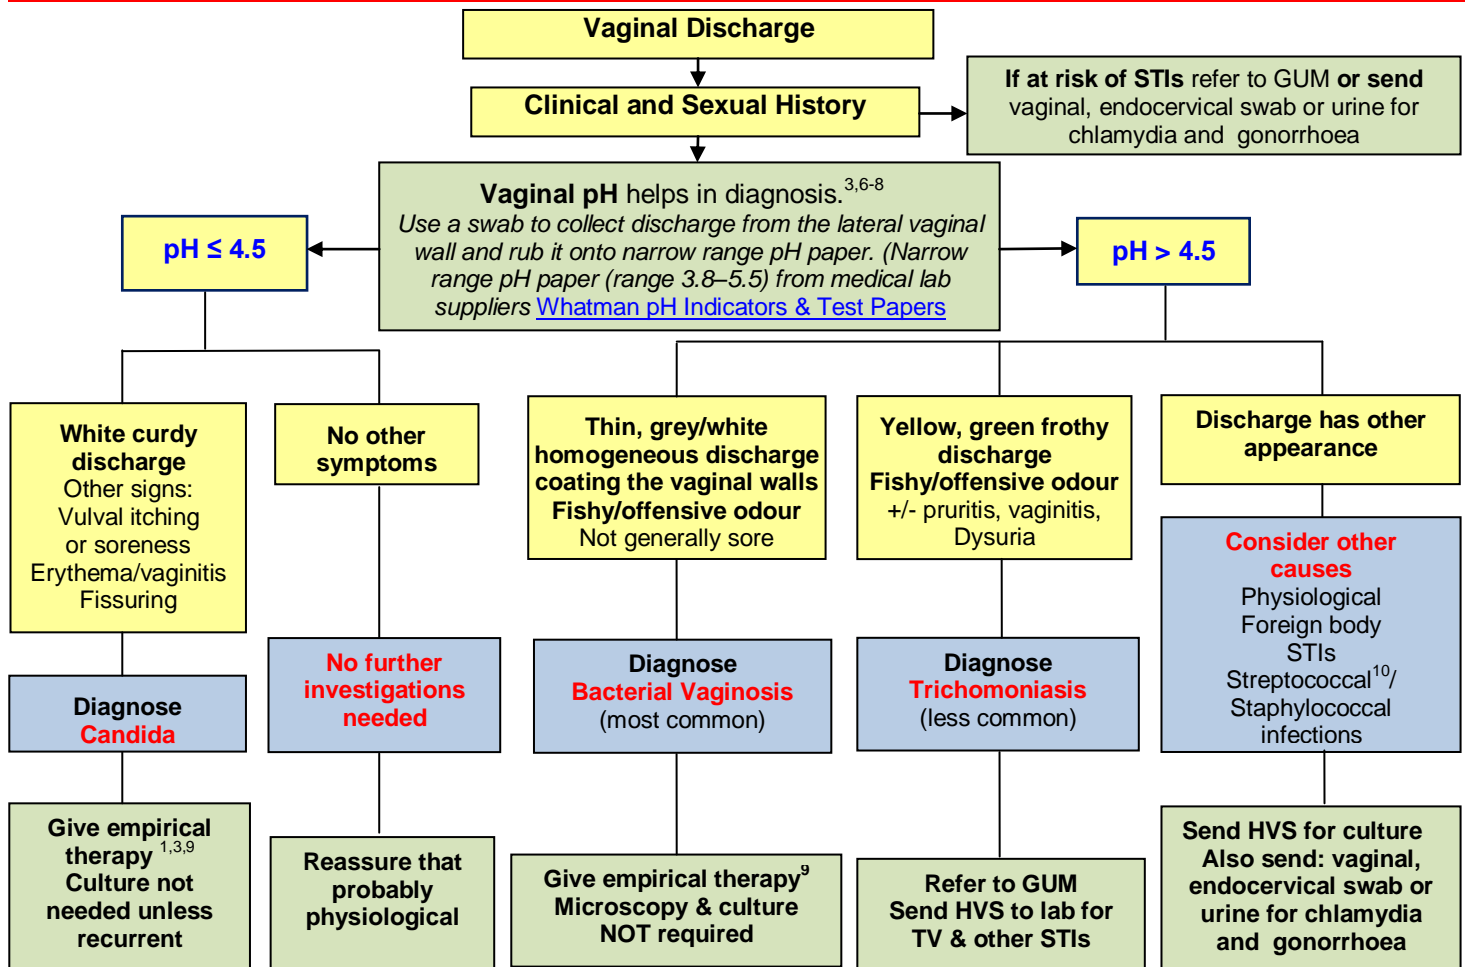 Vaginal Discharge
Clinical and Sexual History
If at risk of STIs refer to GUM or send
vaginal, endocervical swab or urine for
chlamydia and gonorrhoea
Vaginal pH helps in diagnosis.3,6-8
Use a swab to collect discharge from the lateral vaginal
wall and rub it onto narrow range pH paper. (Narrow
range pH paper (range 3.8–5.5) from medical lab
suppliers Whatman pH Indicators & Test Papers
pH ≤ 4.5
pH > 4.5
White curdy
discharge
Other signs:
Vulval itching
or soreness
Erythema/vaginitis
Fissuring
No other
symptoms
Thin, grey/white
homogeneous discharge
coating the vaginal walls
Fishy/offensive odour
Not generally sore
Yellow, green frothy
discharge
Fishy/offensive odour
+/- pruritis, vaginitis,
Dysuria
Discharge has other
appearance
Diagnose
Candida
No further
investigations
needed
Diagnose
Bacterial Vaginosis
(most common)
Diagnose
Trichomoniasis
(less common)
Consider other
causes
Physiological
Foreign body
STIs
Streptococcal10/
Staphylococcal
infections
Give empirical
therapy 1,3,9
Culture not
needed unless
recurrent
Reassure that
probably
physiological
Give empirical therapy9
Microscopy & culture
NOT required
Refer to GUM
Send HVS to lab for
TV & other STIs
Send HVS for culture
Also send: vaginal,
endocervical swab or
urine for chlamydia
and gonorrhoea